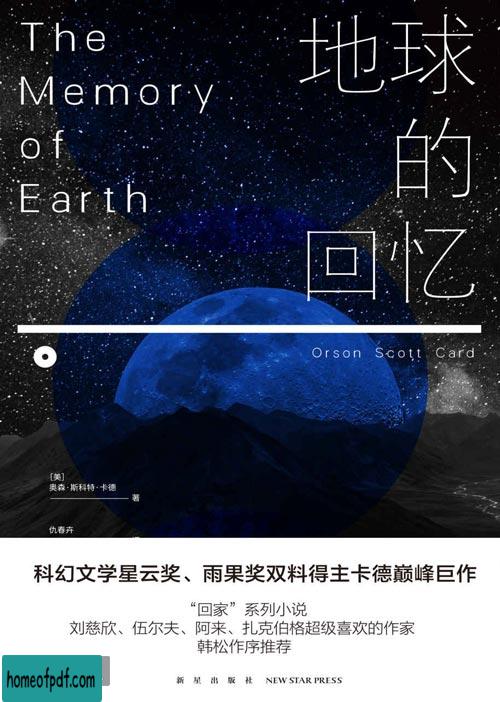 The
Memory
of
Earth
地球
的
回忆
Orson Scott Card
[美]
奥森·斯科特·卡德
著
仇春卉
科幻文学星云奖、雨果奖双料得主卡德巅峰巨作
“回家”系列小说
刘慈欣、伍尔夫、阿来、扎克伯格超级喜欢的作家
韩松作序推荐
新星出版社 NEW STAR PRESS
homeofpdf.com